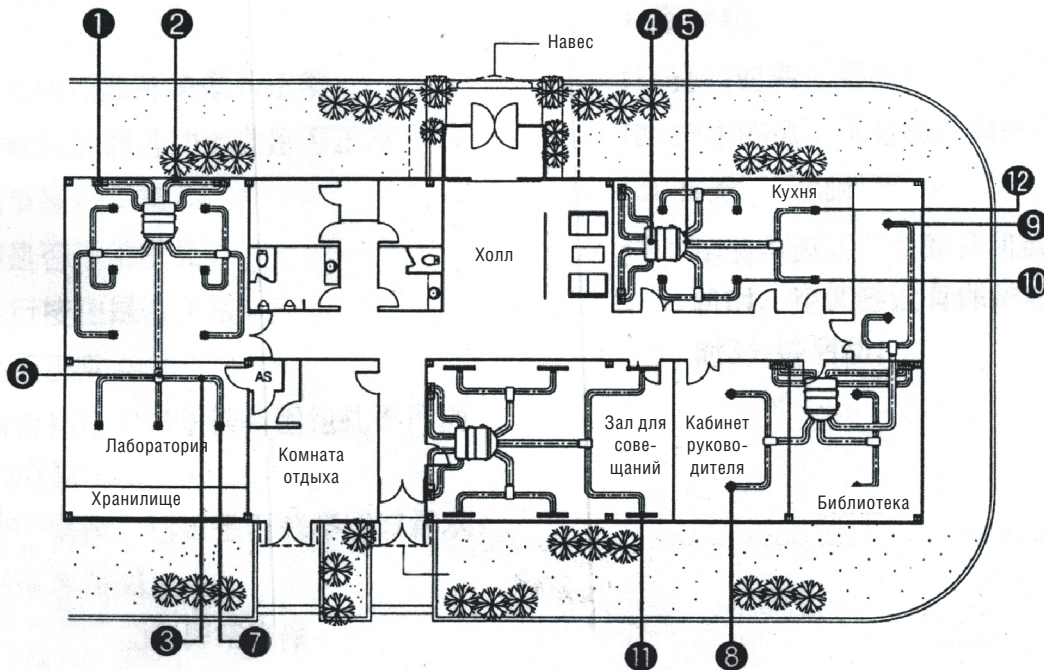 1
2
Навес
4
5
Кухня
12
9
Холл
10
6
AS
Лаборатория
Комната
отдыха
Зал для
сове-
щаний
Кабинет
руково-
дителя
Хранилище
Библиотека
3
7
11
8